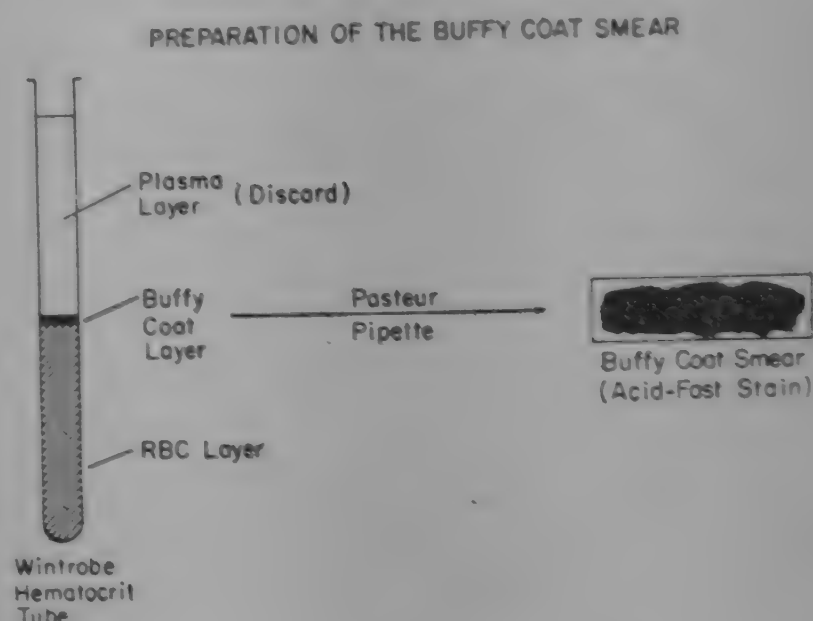 PREPARATION OF THE BUFFY COAT SMEAR
Plasma
Layer (Discard)
Buffy
Coat
Layer
Pasteur
Pipette
Buffy Coat Smear
(Acid-Fast Stain)
RBC Layer
Wintrobe
Hematocrit
Tube